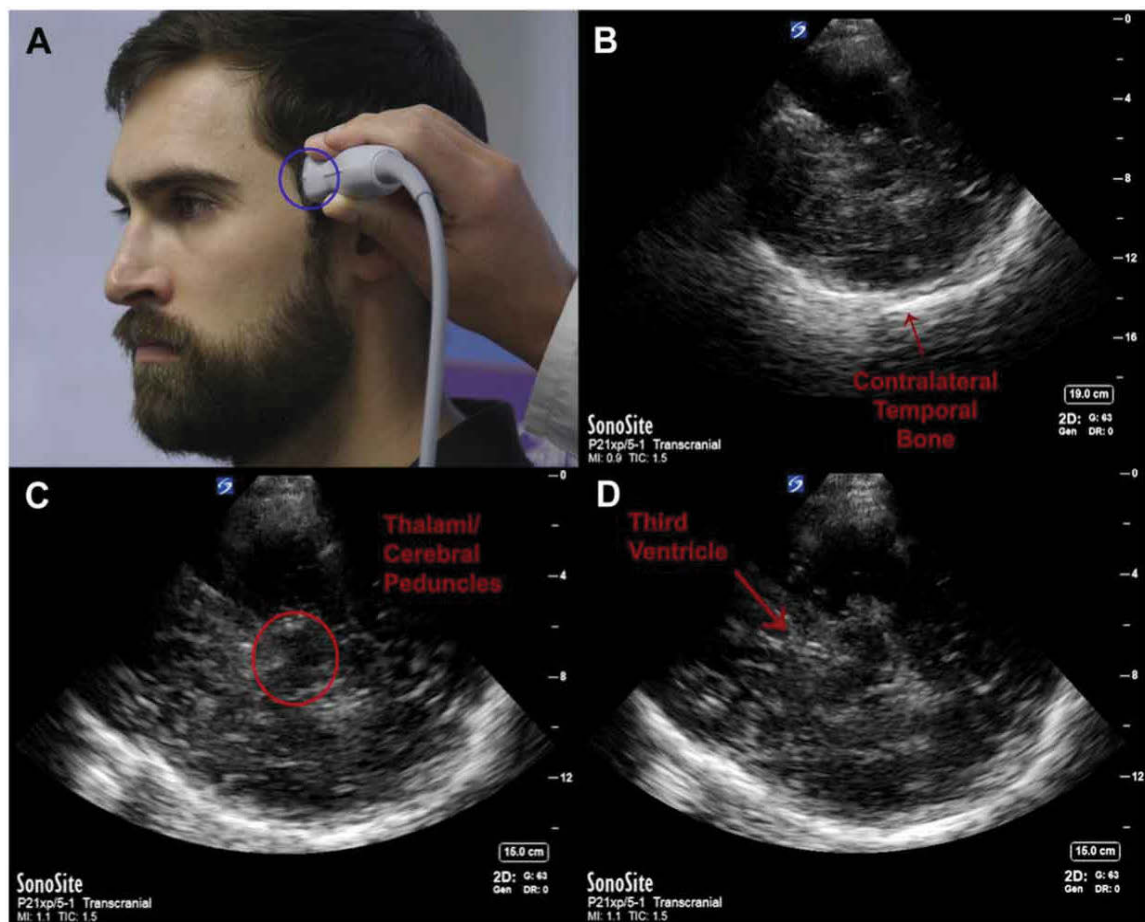 A
B
0
4
8
12
16
Contralateral
Temporal
Bone
19.0 cm
2D: G: 63
Gen DR: 0
SonoSite
P21xp/5-1 Transcranial
MI: 0.9 TIC: 1.5
C
0
4
8
12
Thalami/
Cerebral
Peduncles
15.0 cm
2D: G: 63
Gen DR: 0
SonoSite
P21xp/5-1 Transcranial
MI: 1.1 TIC: 1.5
D
0
4
8
12
Third
Ventricle
15.0 cm
2D: G: 63
Gen DR: 0
SonoSite
P21xp/5-1 Transcranial
MI: 1.1 TIC: 1.5